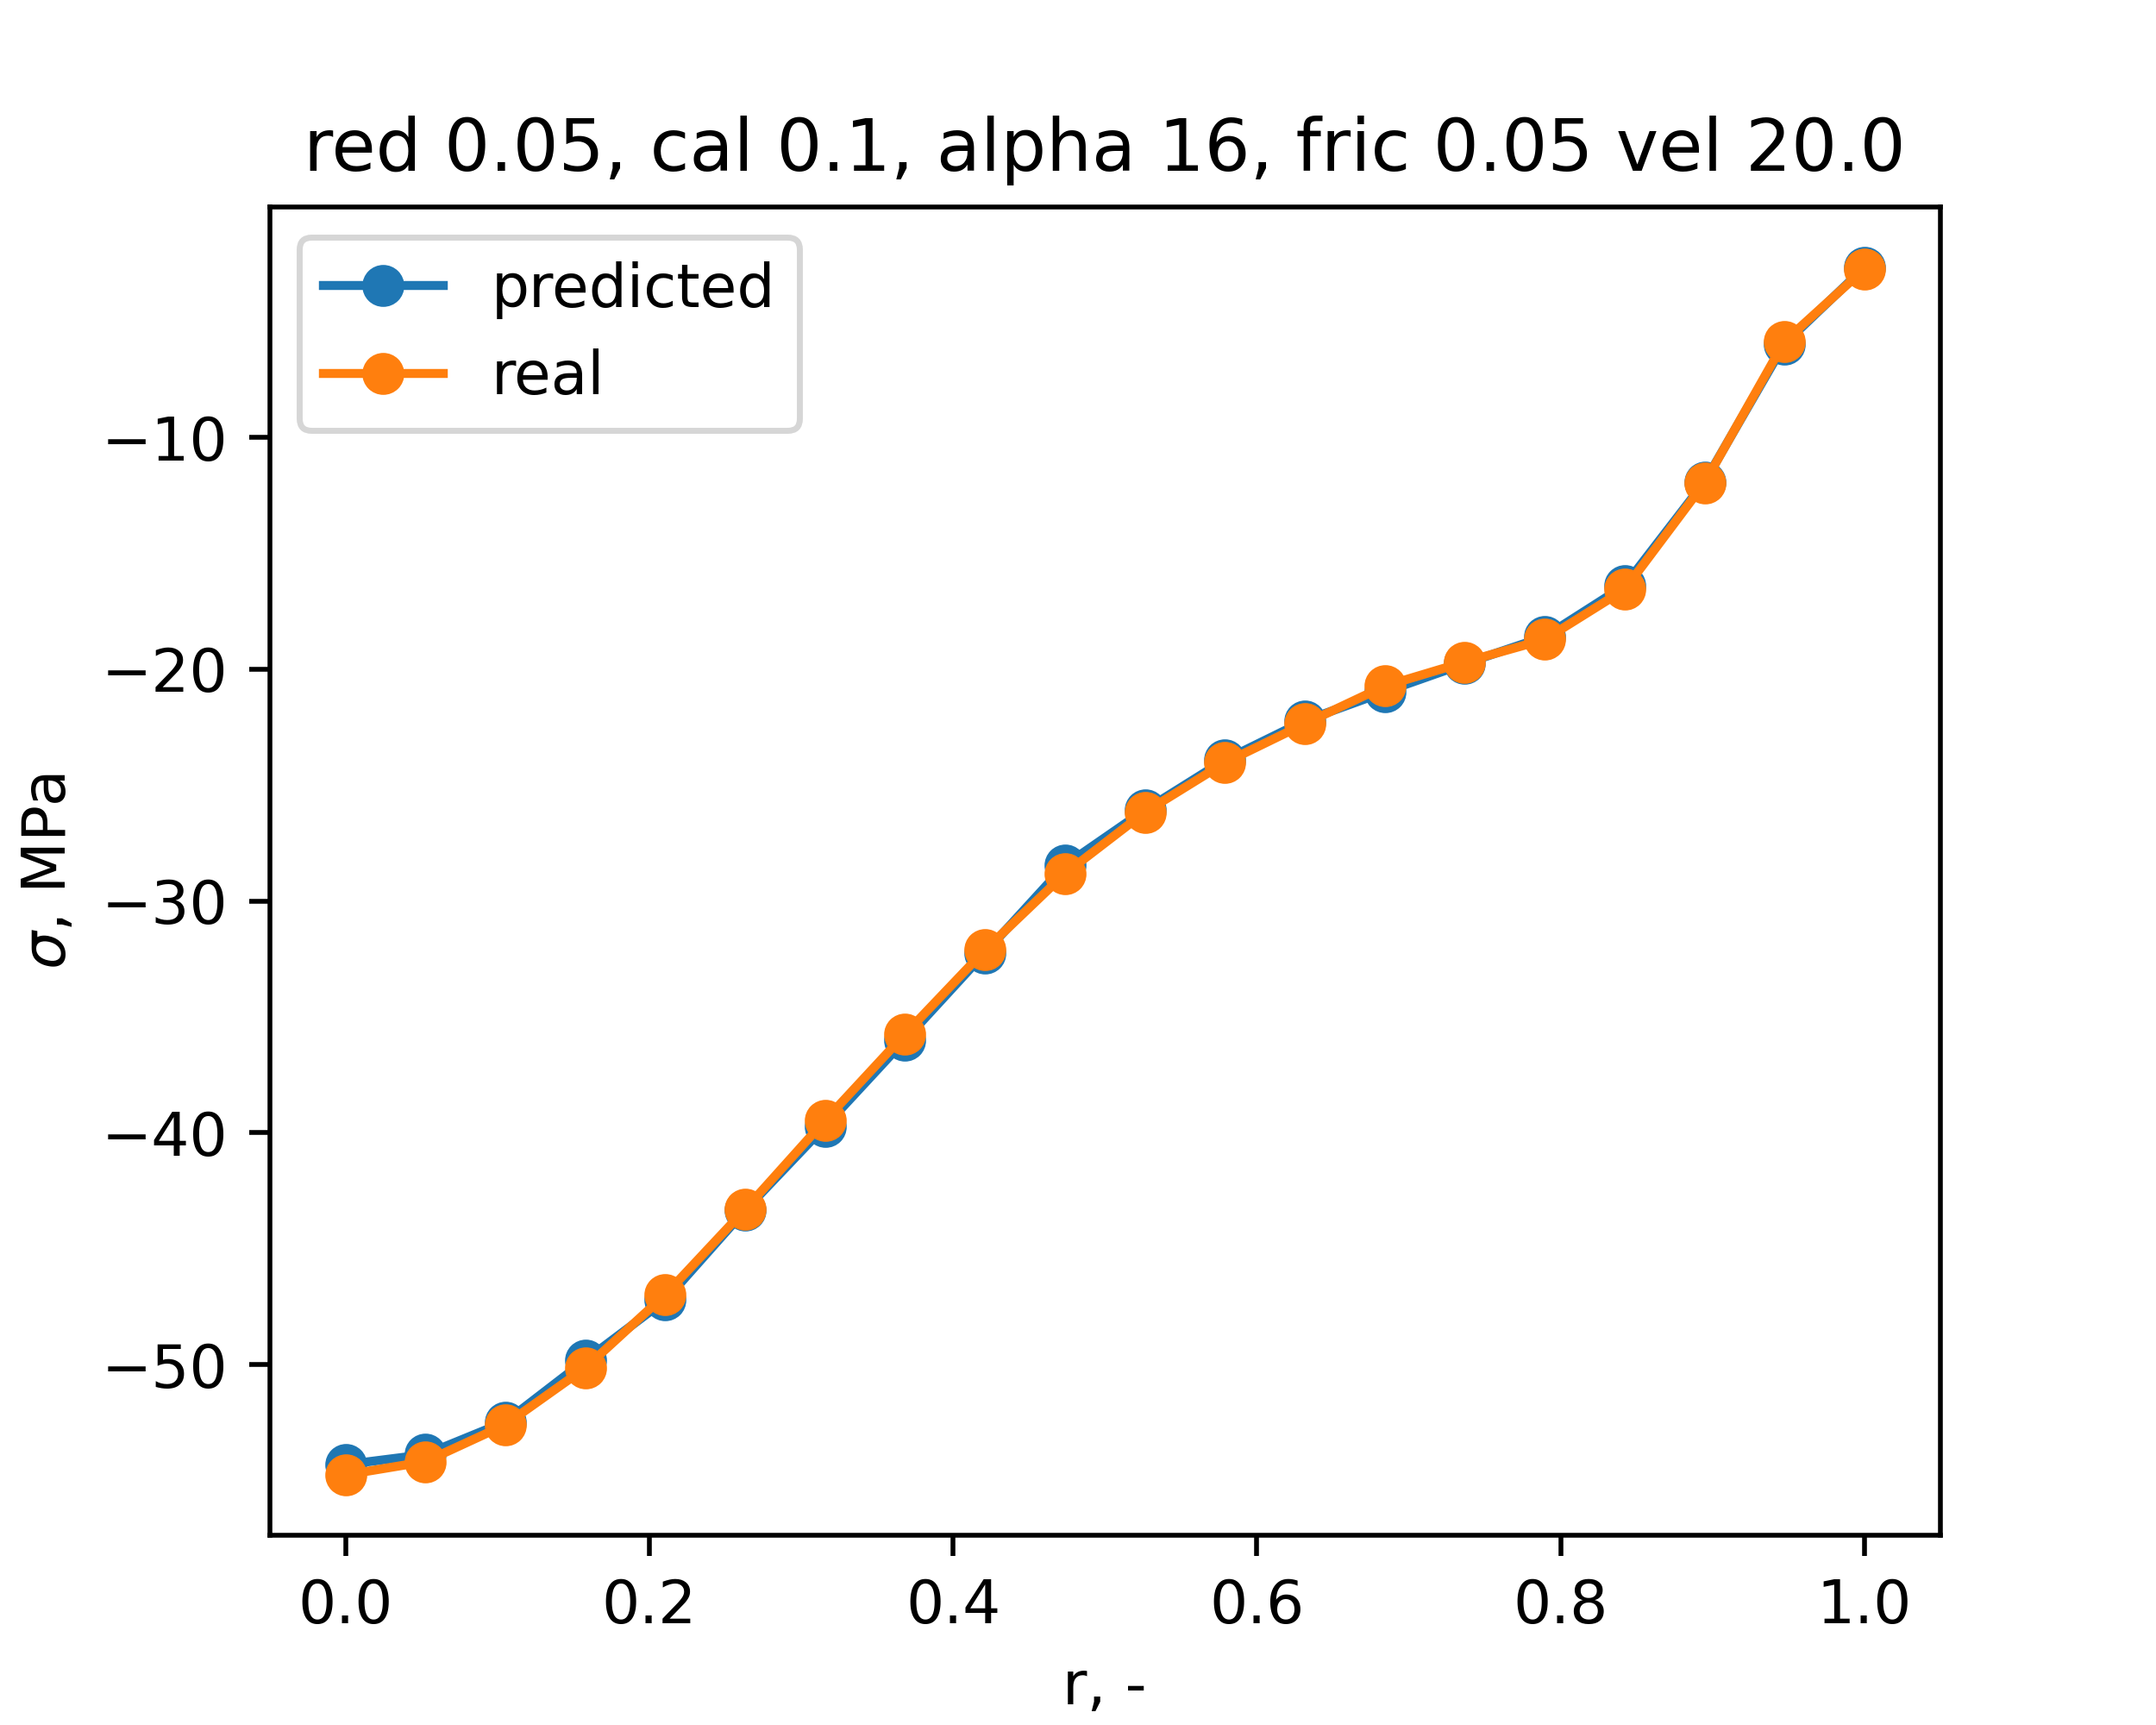 red 0.05, cal 0.1, alpha 16, fric 0.05 vel 20.0
predicted
real
−10
−20
−30
−40
−50
σ, MPa
0.0 0.2 0.4 0.6 0.8 1.0
r, -